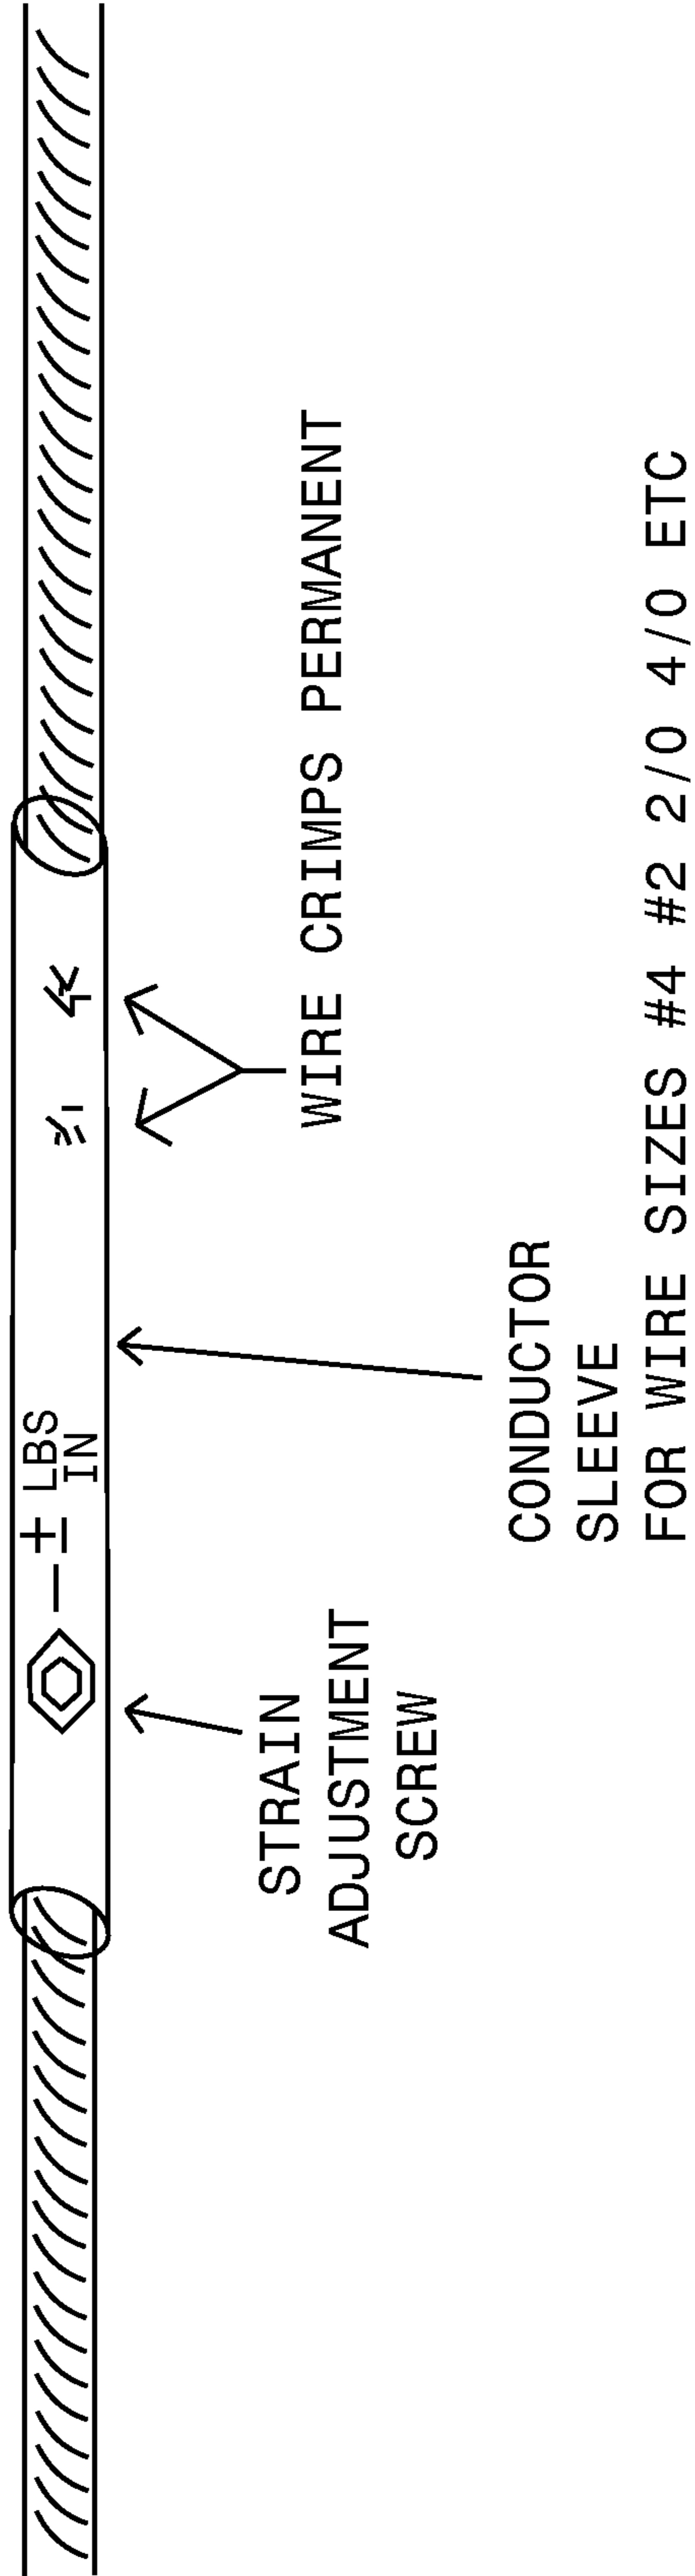 — ± LBS
IN
WIRE CRIMPS PERMANENT
STRAIN
ADJUSTMENT
SCREW
CONDUCTOR
SLEEVE
FOR WIRE SIZES #4 #2 2/0 4/0 ETC